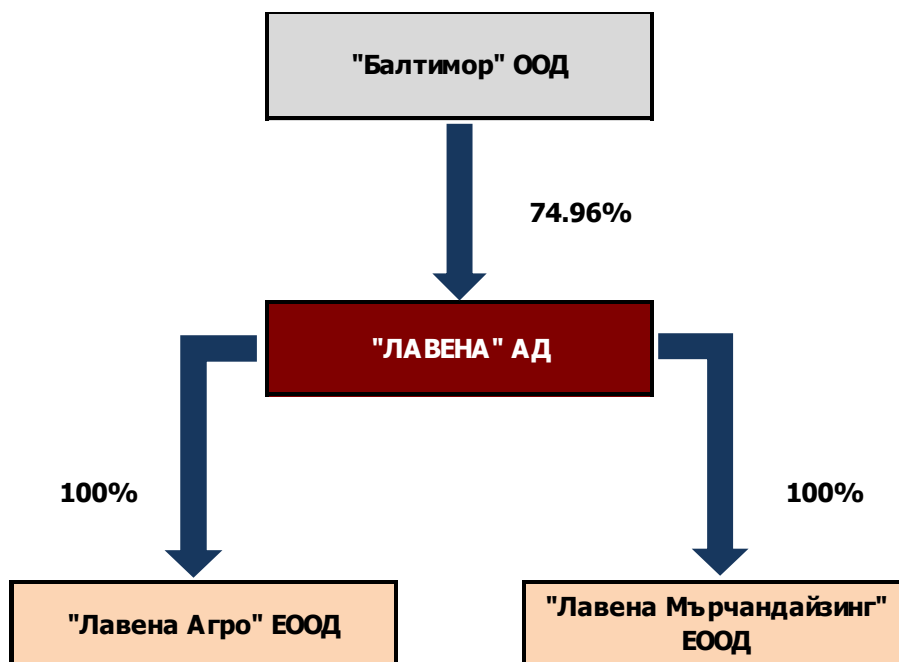 "Балтимор" ООД
74.96%
"ЛАВЕНА" АД
100%
100%
"Лавена Агро" ЕООД
"Лавена Мърчандайзинг"
ЕООД